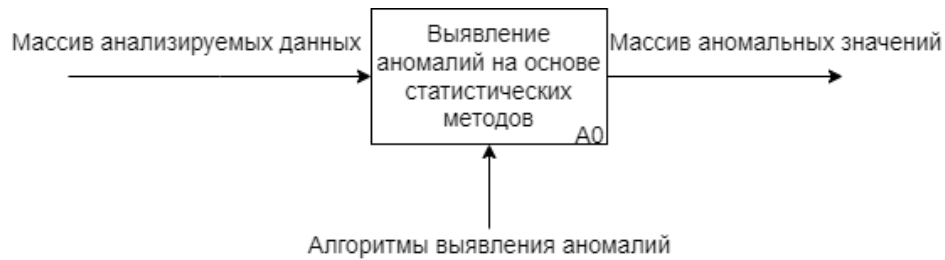 Массив анализируемых данных
Выявление
аномалий на основе
статистических
методов
A0
Массив аномальных значений
Алгоритмы выявления аномалий